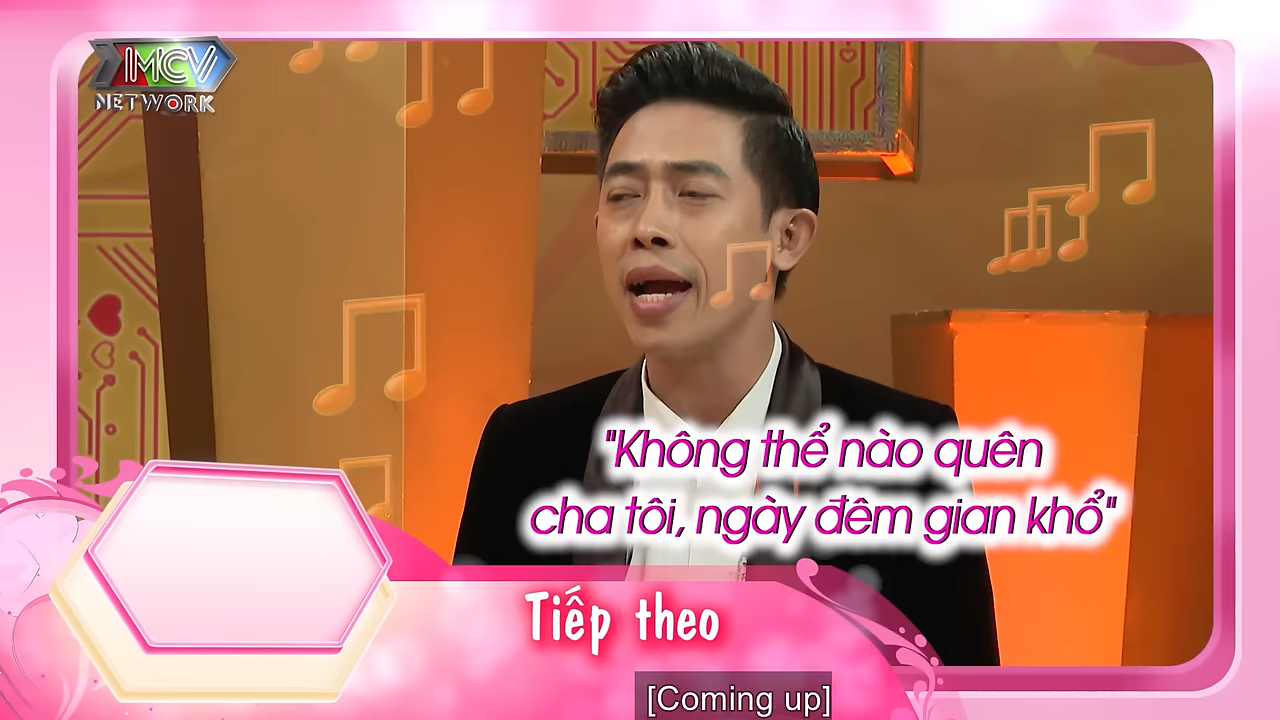 MCV
NETWORK
"Không thể nào quên
cha tôi, ngày đêm gian khổ"
Tiếp theo
[Coming up]